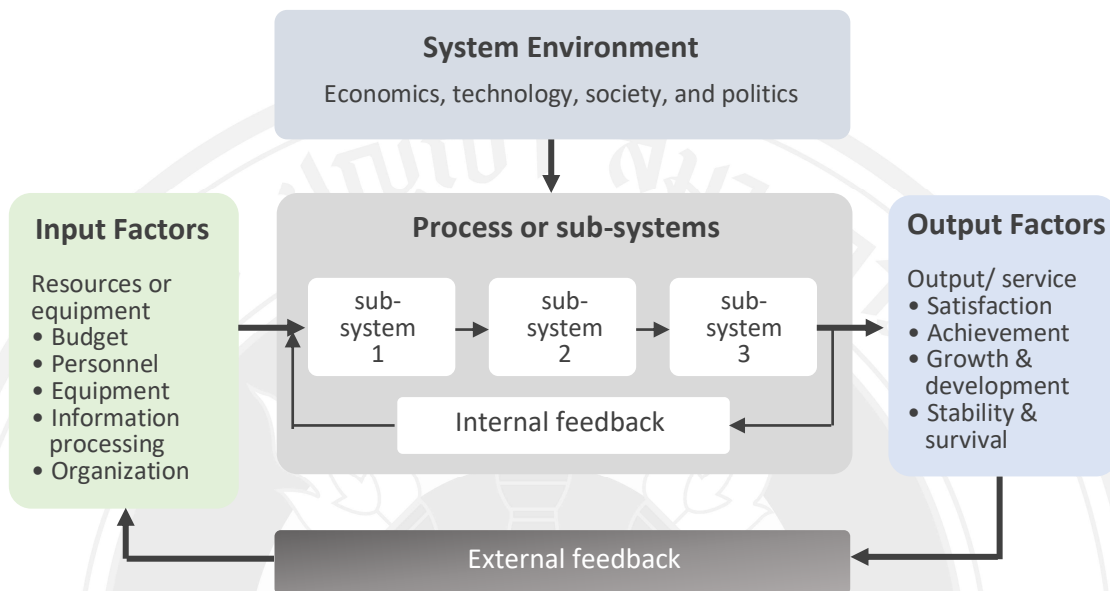 System Environment
Economics, technology, society, and politics
Input Factors
Resources or
equipment
• Budget
• Personnel
• Equipment
• Information
processing
• Organization
Process or sub-systems
sub-
system
1
sub-
system
2
sub-
system
3
Internal feedback
Output Factors
Output/ service
• Satisfaction
• Achievement
• Growth &
development
• Stability &
survival
External feedback